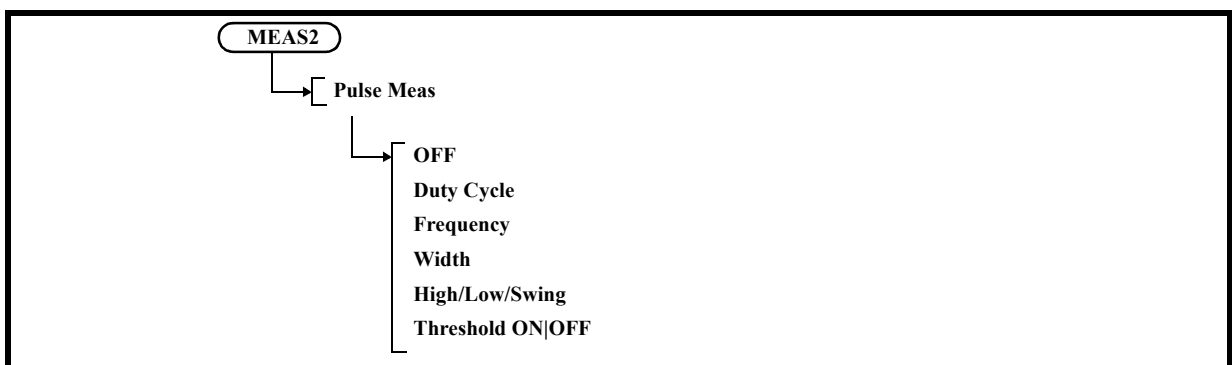 MEAS2
Pulse Meas
OFF
Duty Cycle
Frequency
Width
High/Low/Swing
Threshold ON|OFF